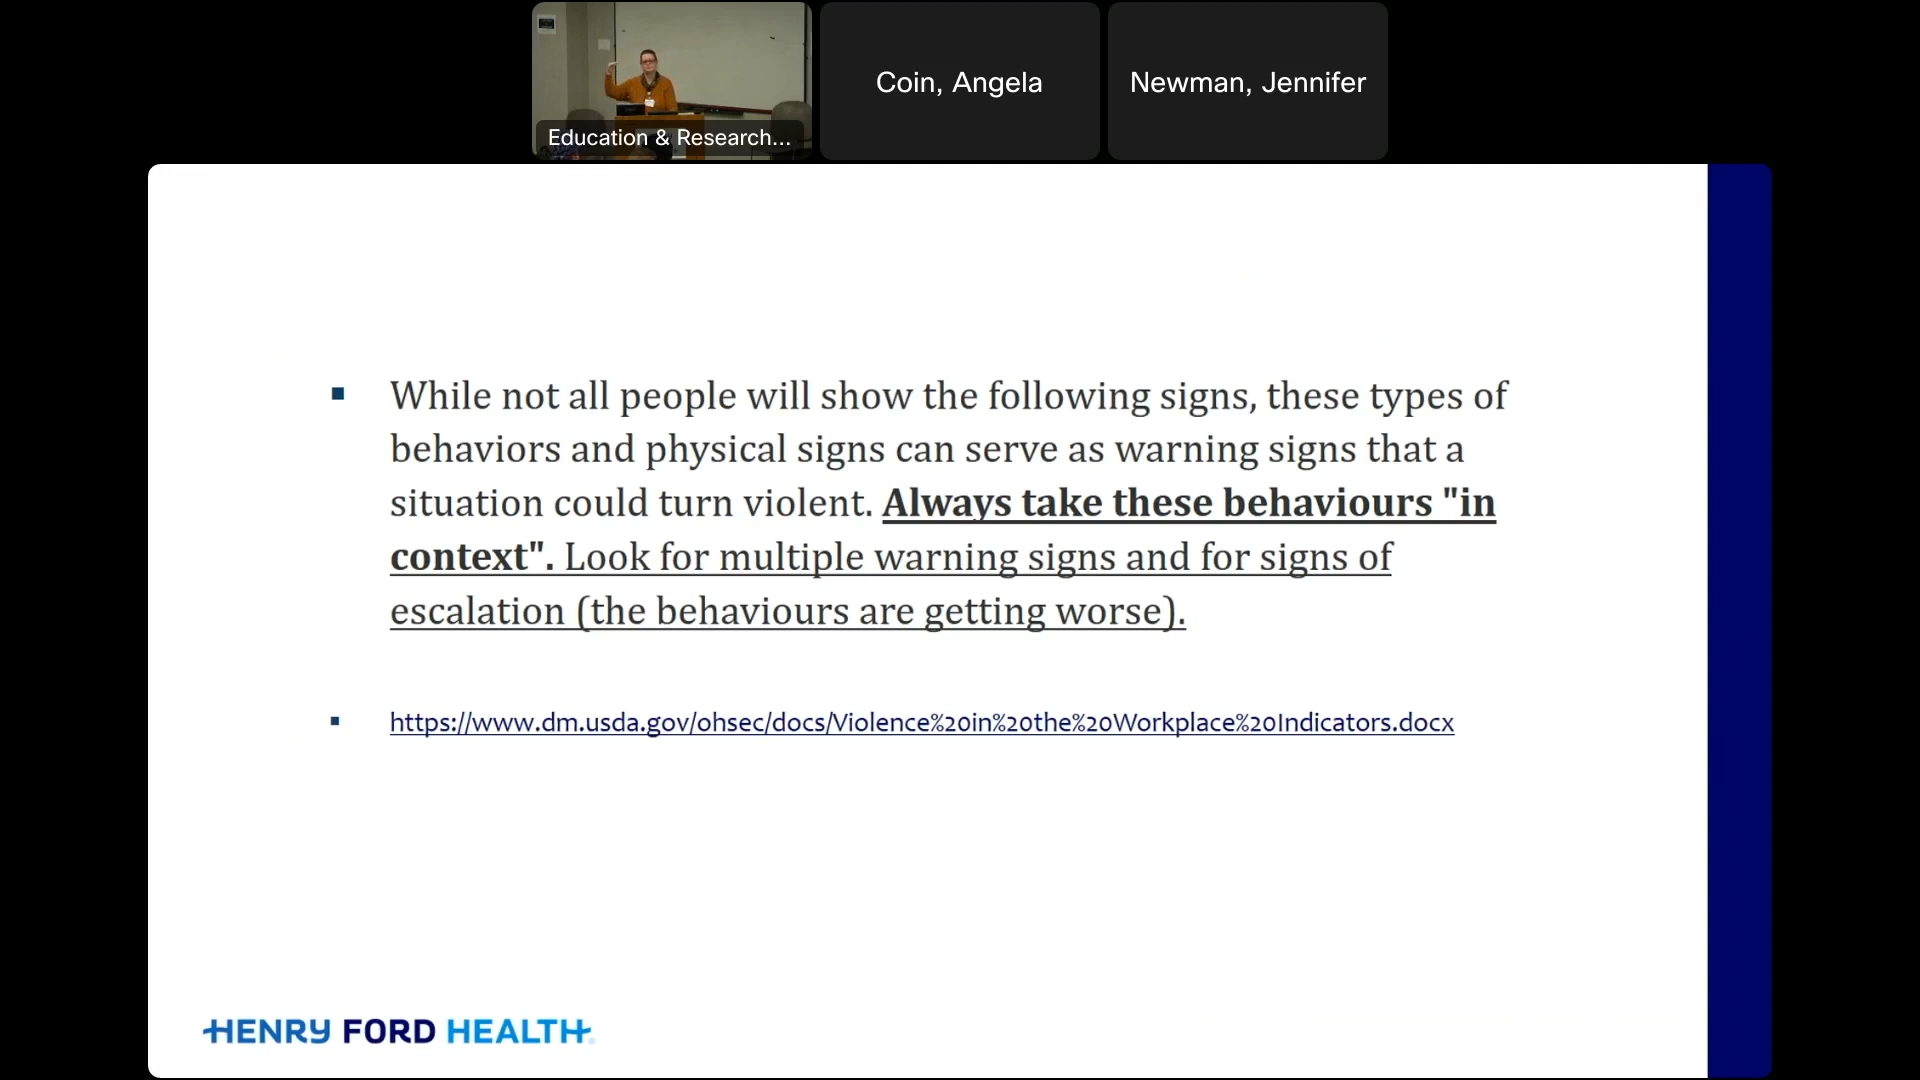 Education & Research...
Coin, Angela
Newman, Jennifer
While not all people will show the following signs, these types of
behaviors and physical signs can serve as warning signs that a
situation could turn violent. Always take these behaviours "in
context". Look for multiple warning signs and for signs of
escalation (the behaviours are getting worse).
https://www.dm.usda.gov/ohsec/docs/Violence%20in%20the%20Workplace%20Indicators.docx
HENRY FORD HEALTH